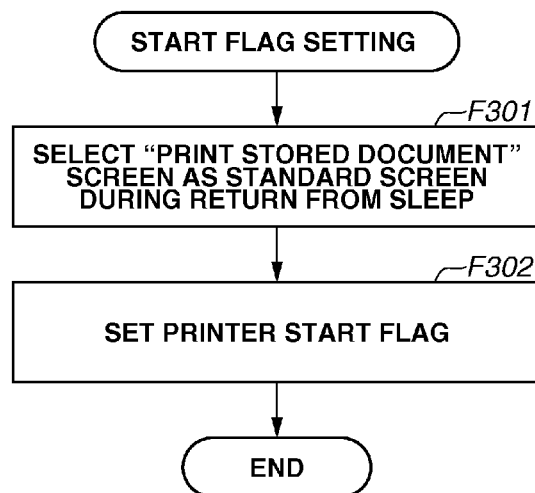 START FLAG SETTING
F301
SELECT “PRINT STORED DOCUMENT”
SCREEN AS STANDARD SCREEN
DURING RETURN FROM SLEEP
F302
SET PRINTER START FLAG
END